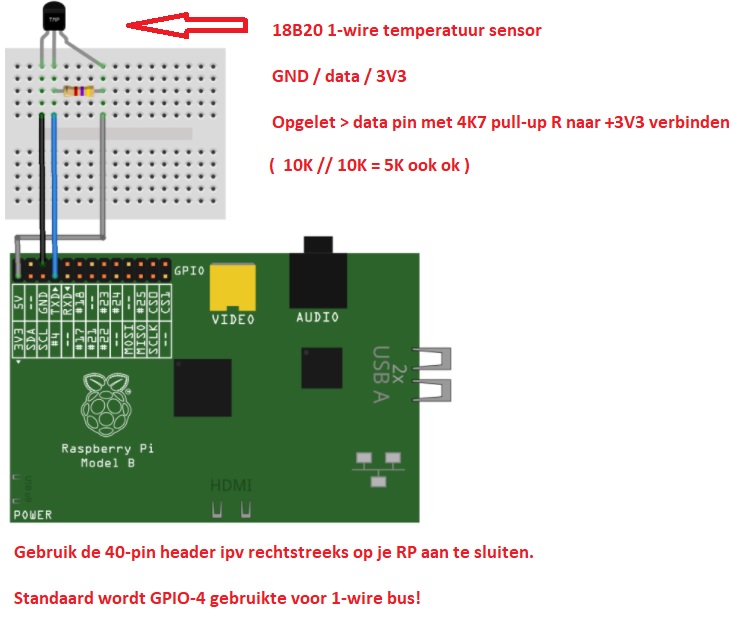 TMP
18B20 1-wire temperatuur sensor
GND / data / 3V3
Opgelet > data pin met 4K7 pull-up R naar +3V3 verbinden
( 10K // 10K = 5K ook ok )
GPIO
5V -- GND TXD RXD #18 -- #23 #24 -- #25 CS0 CS1
3V3 SDA SCL #4 -- #17 #21 #22 -- MOSI MIO SCLK --
VIDEO
AUDIO
2x
USB A
Raspberry Pi
Model B
HDMI
POWER
Gebruik de 40-pin header ipv rechtstreeks op je RP aan te sluiten.
Standaard wordt GPIO-4 gebruikte voor 1-wire bus!